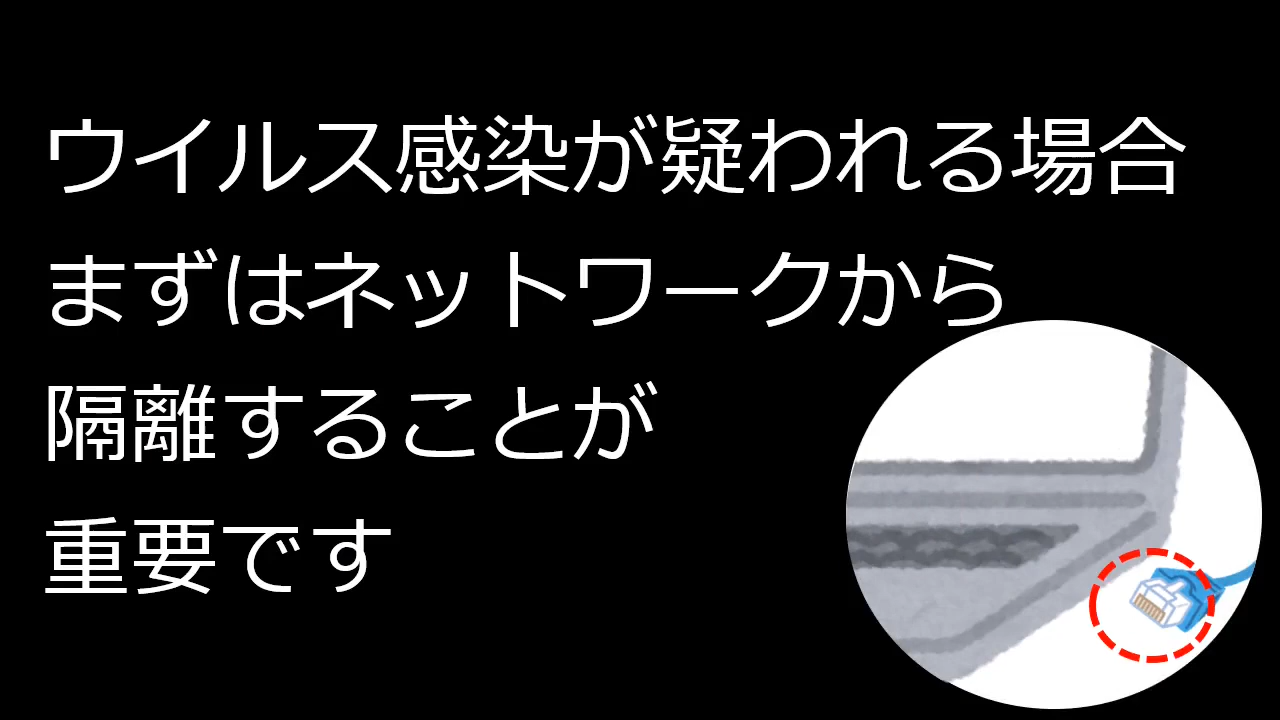 ウイルス感染が疑われる場合
まずはネットワークから
隔離することが
重要です